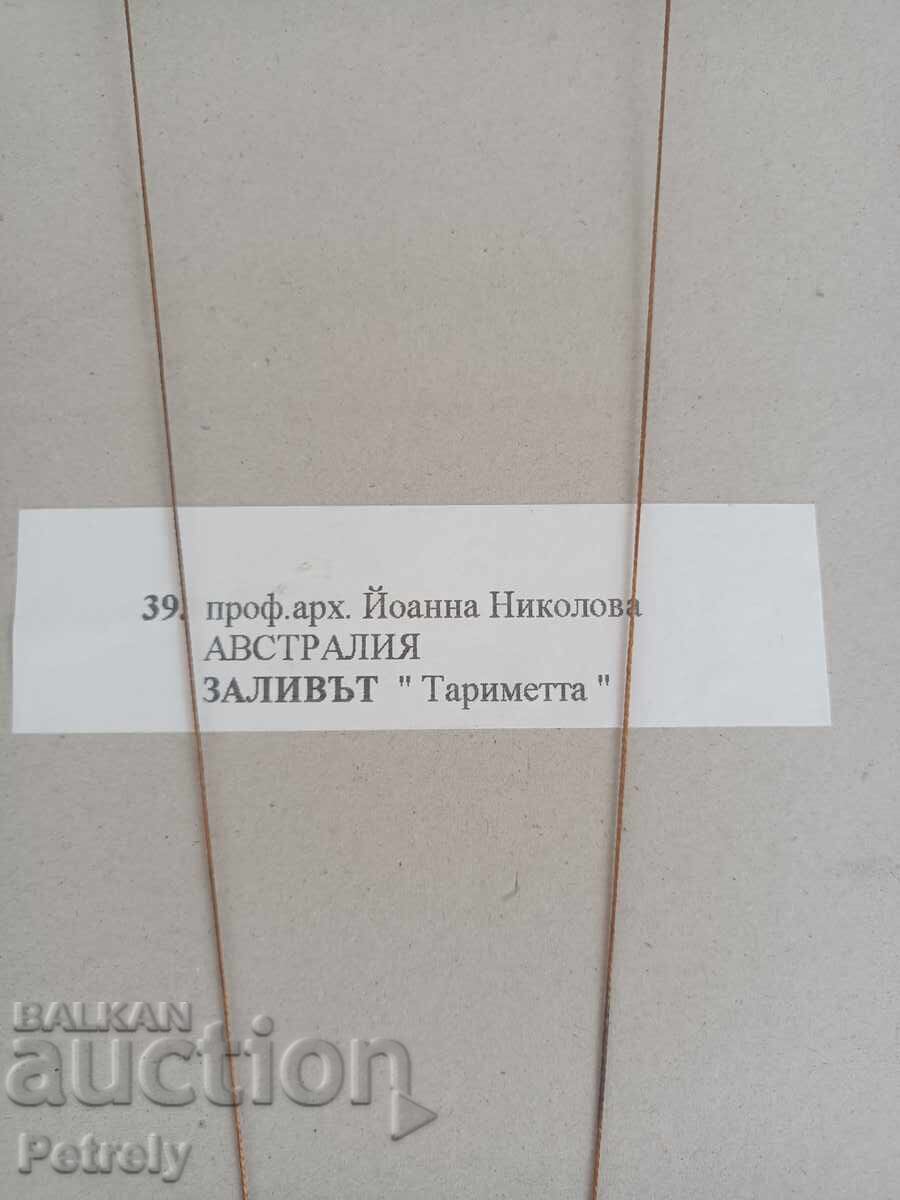 39. проф.арх. Йоанна Николова
АВСТРАЛИЯ
ЗАЛИВЪТ " Тариметта "
BALKAN
auction
Petrely